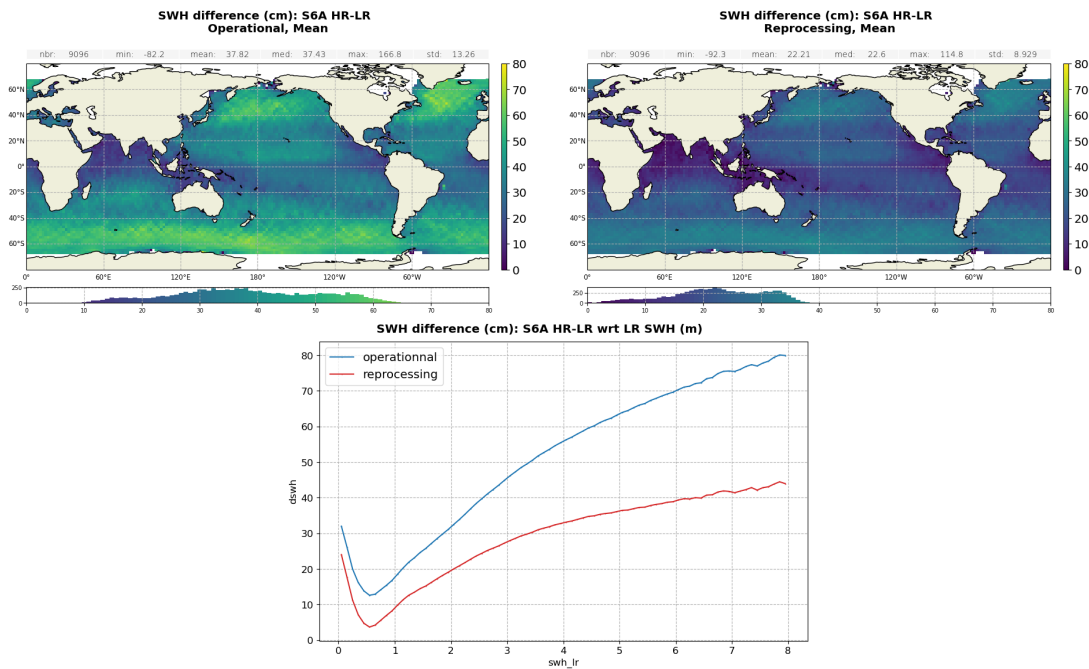 SWH difference (cm): S6A HR-LR
Operational, Mean
nbr: 9096 min: -82.2 mean: 37.82 med: 37.43 max: 166.8 std: 13.26
80
70
60
50
40
30
20
10
0
60°N
40°N
20°N
0°
20°S
40°S
60°S
0° 60°E 120°E 180° 120°W 60°W
250
0
0 10 20 30 40 50 60 70 80
SWH difference (cm): S6A HR-LR
Reprocessing, Mean
nbr: 9096 min: -92.3 mean: 22.21 med: 22.6 max: 114.8 std: 8.929
80
70
60
50
40
30
20
10
0
60°N
40°N
20°N
0°
20°S
40°S
60°S
0° 60°E 120°E 180° 120°W 60°W
250
0
0 10 20 30 40 50 60 70 80
SWH difference (cm): S6A HR-LR wrt LR SWH (m)
operationnal
reprocessing
80
70
60
50
40
30
20
10
0
dswh
0 1 2 3 4 5 6 7 8
swh_lr